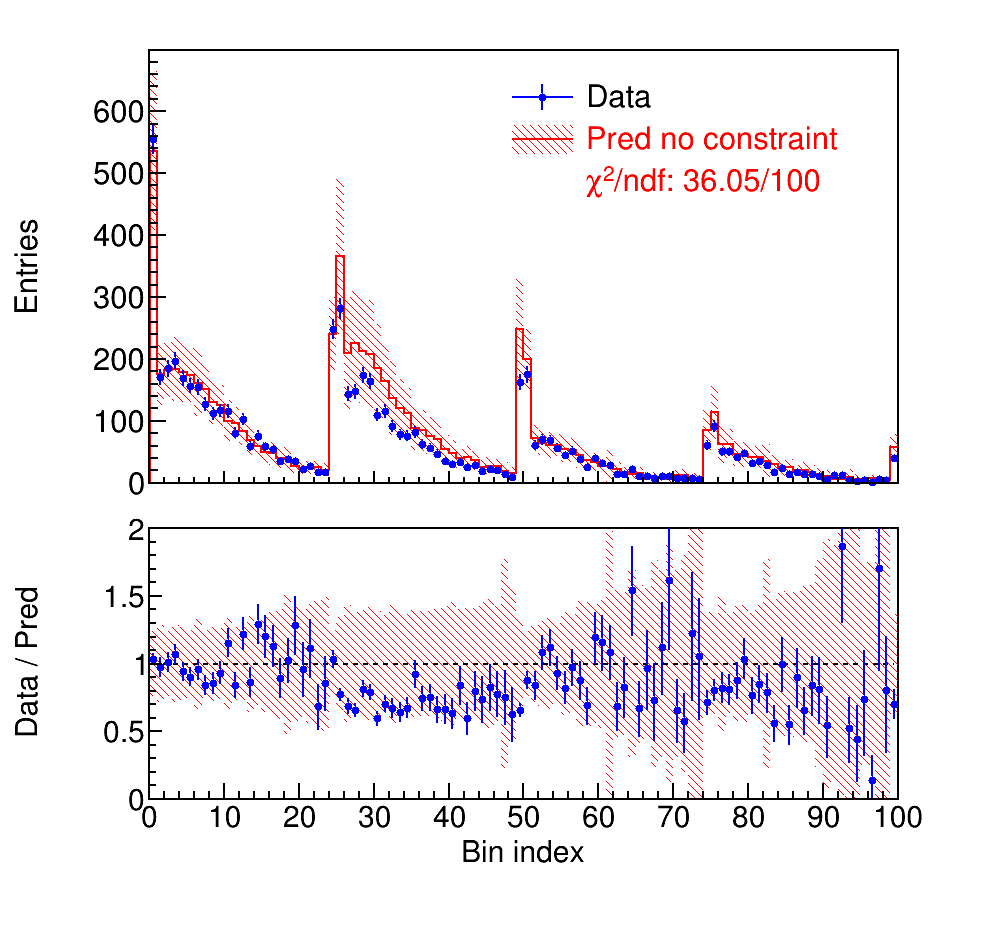 Entries
600
500
400
300
200
100
0
Data
Pred no constraint
χ²/ndf: 36.05/100
Data / Pred
2
1.5
1
0.5
0
0 10 20 30 40 50 60 70 80 90 100
Bin index